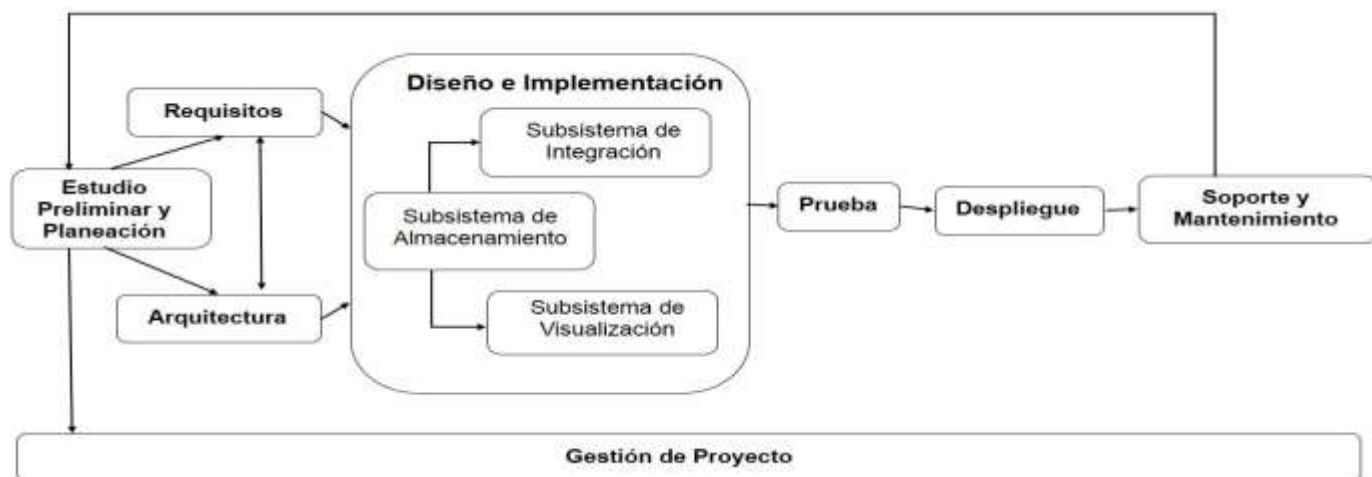 Diseño e Implementación
Requisitos
Subsistema de
Integración
Estudio
Preliminar y
Planeación
Subsistema de
Almacenamiento
Prueba
Despliegue
Soporte y
Mantenimiento
Arquitectura
Subsistema de
Visualización
Gestión de Proyecto